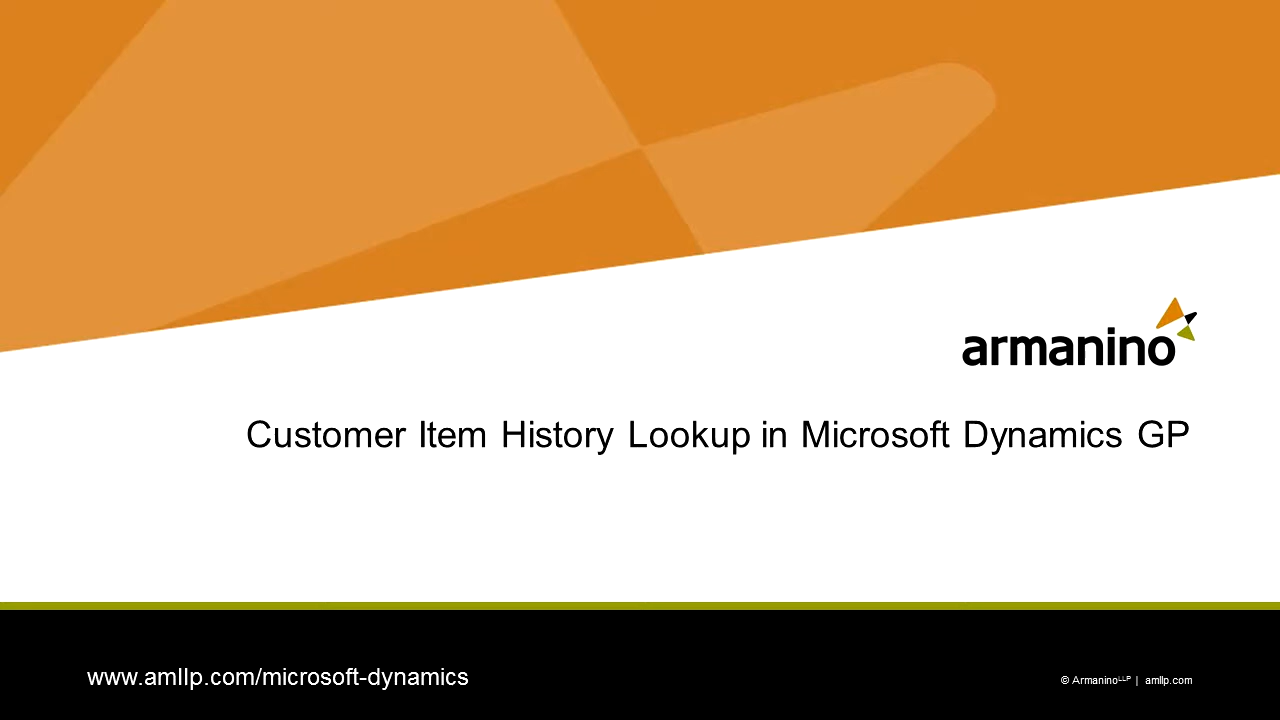 armanino
Customer Item History Lookup in Microsoft Dynamics GP
www.amllp.com/microsoft-dynamics
© Armanino LLP | amllp.com